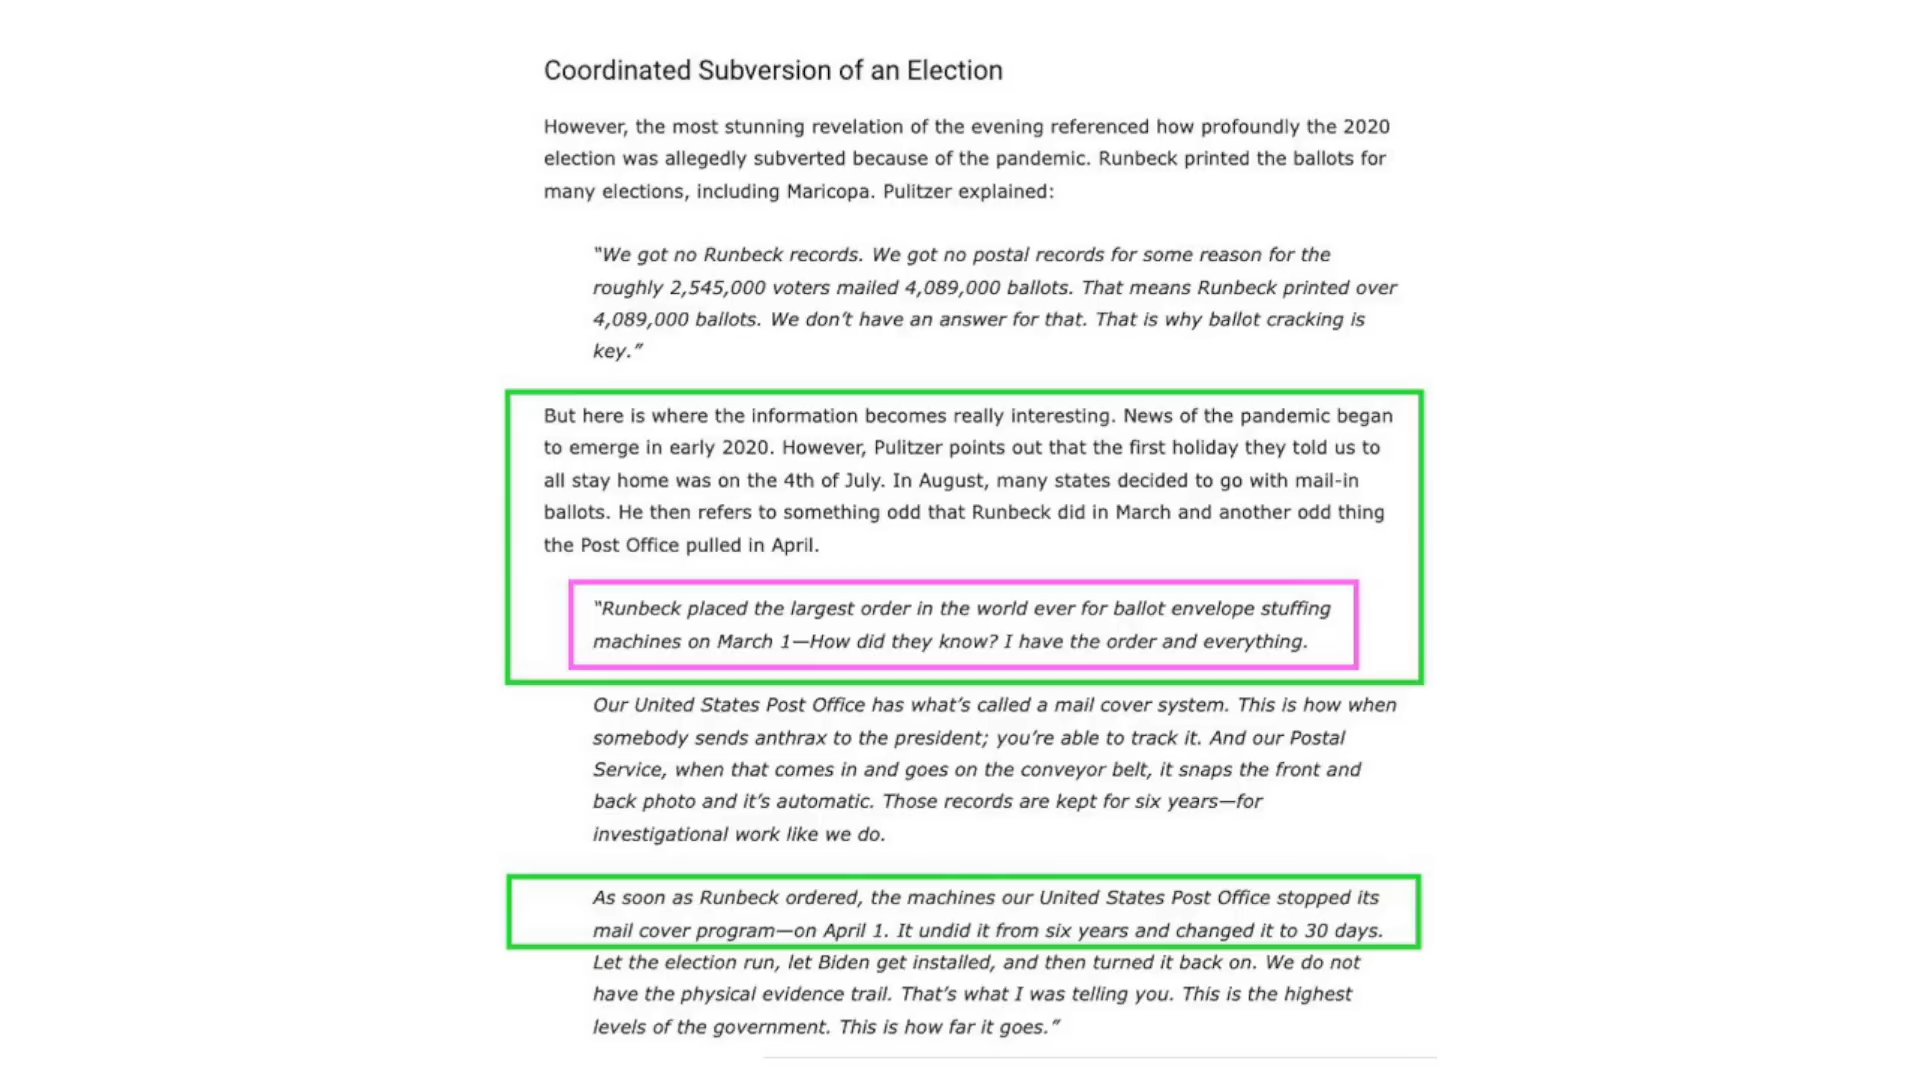 Coordinated Subversion of an Election
However, the most stunning revelation of the evening referenced how profoundly the 2020
election was allegedly subverted because of the pandemic. Runbeck printed the ballots for
many elections, including Maricopa. Pulitzer explained:
“We got no Runbeck records. We got no postal records for some reason for the
roughly 2,545,000 voters mailed 4,089,000 ballots. That means Runbeck printed over
4,089,000 ballots. We don’t have an answer for that. That is why ballot cracking is
key.”
But here is where the information becomes really interesting. News of the pandemic began
to emerge in early 2020. However, Pulitzer points out that the first holiday they told us to
all stay home was on the 4th of July. In August, many states decided to go with mail-in
ballots. He then refers to something odd that Runbeck did in March and another odd thing
the Post Office pulled in April.
“Runbeck placed the largest order in the world ever for ballot envelope stuffing
machines on March 1—How did they know? I have the order and everything.
Our United States Post Office has what’s called a mail cover system. This is how when
somebody sends anthrax to the president; you’re able to track it. And our Postal
Service, when that comes in and goes on the conveyor belt, it snaps the front and
back photo and it’s automatic. Those records are kept for six years—for
investigational work like we do.
As soon as Runbeck ordered, the machines our United States Post Office stopped its
mail cover program—on April 1. It undid it from six years and changed it to 30 days.
Let the election run, let Biden get installed, and then turned it back on. We do not
have the physical evidence trail. That’s what I was telling you. This is the highest
levels of the government. This is how far it goes.”